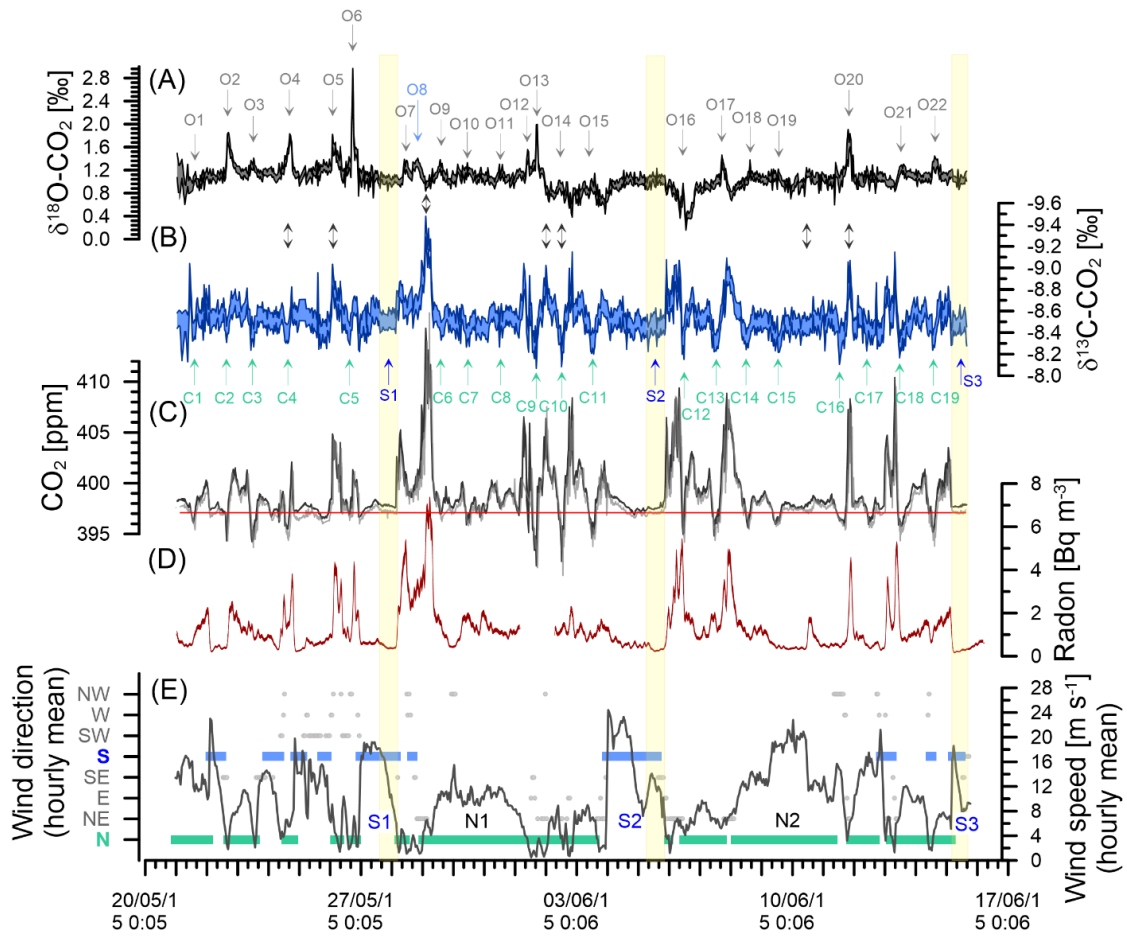 O6
(A)
O2 O4 O5 O8 O13 O20
O1 O3 O7 O9 O10 O11 O12 O14 O15 O16 O17 O18 O19 O21 O22
δ18O-CO2 [‰]
2.8
2.4
2.0
1.6
1.2
0.8
0.4
0.0
(B)
-9.6
-9.4
-9.2
-9.0
-8.8
-8.6
-8.4
-8.2
-8.0
δ13C-CO2 [‰]
C1 C2 C3 C4 C5 S1 C6 C7 C8 C9 C10 C11 S2 C12 C13 C14 C15 C16 C17 C18 C19 S3
(C)
CO2 [ppm]
410
405
400
395
(D)
8
6
4
2
0
Radon [Bq m-3]
(E)
Wind direction
(hourly mean)
NW
W
SW
S
SE
E
NE
N
S1 N1 S2 N2 S3
28
24
20
16
12
8
4
0
Wind speed [m s-1]
(hourly mean)
20/05/1 27/05/1 03/06/1 10/06/1 17/06/1
5 0:05 5 0:05 5 0:06 5 0:06 5 0:06